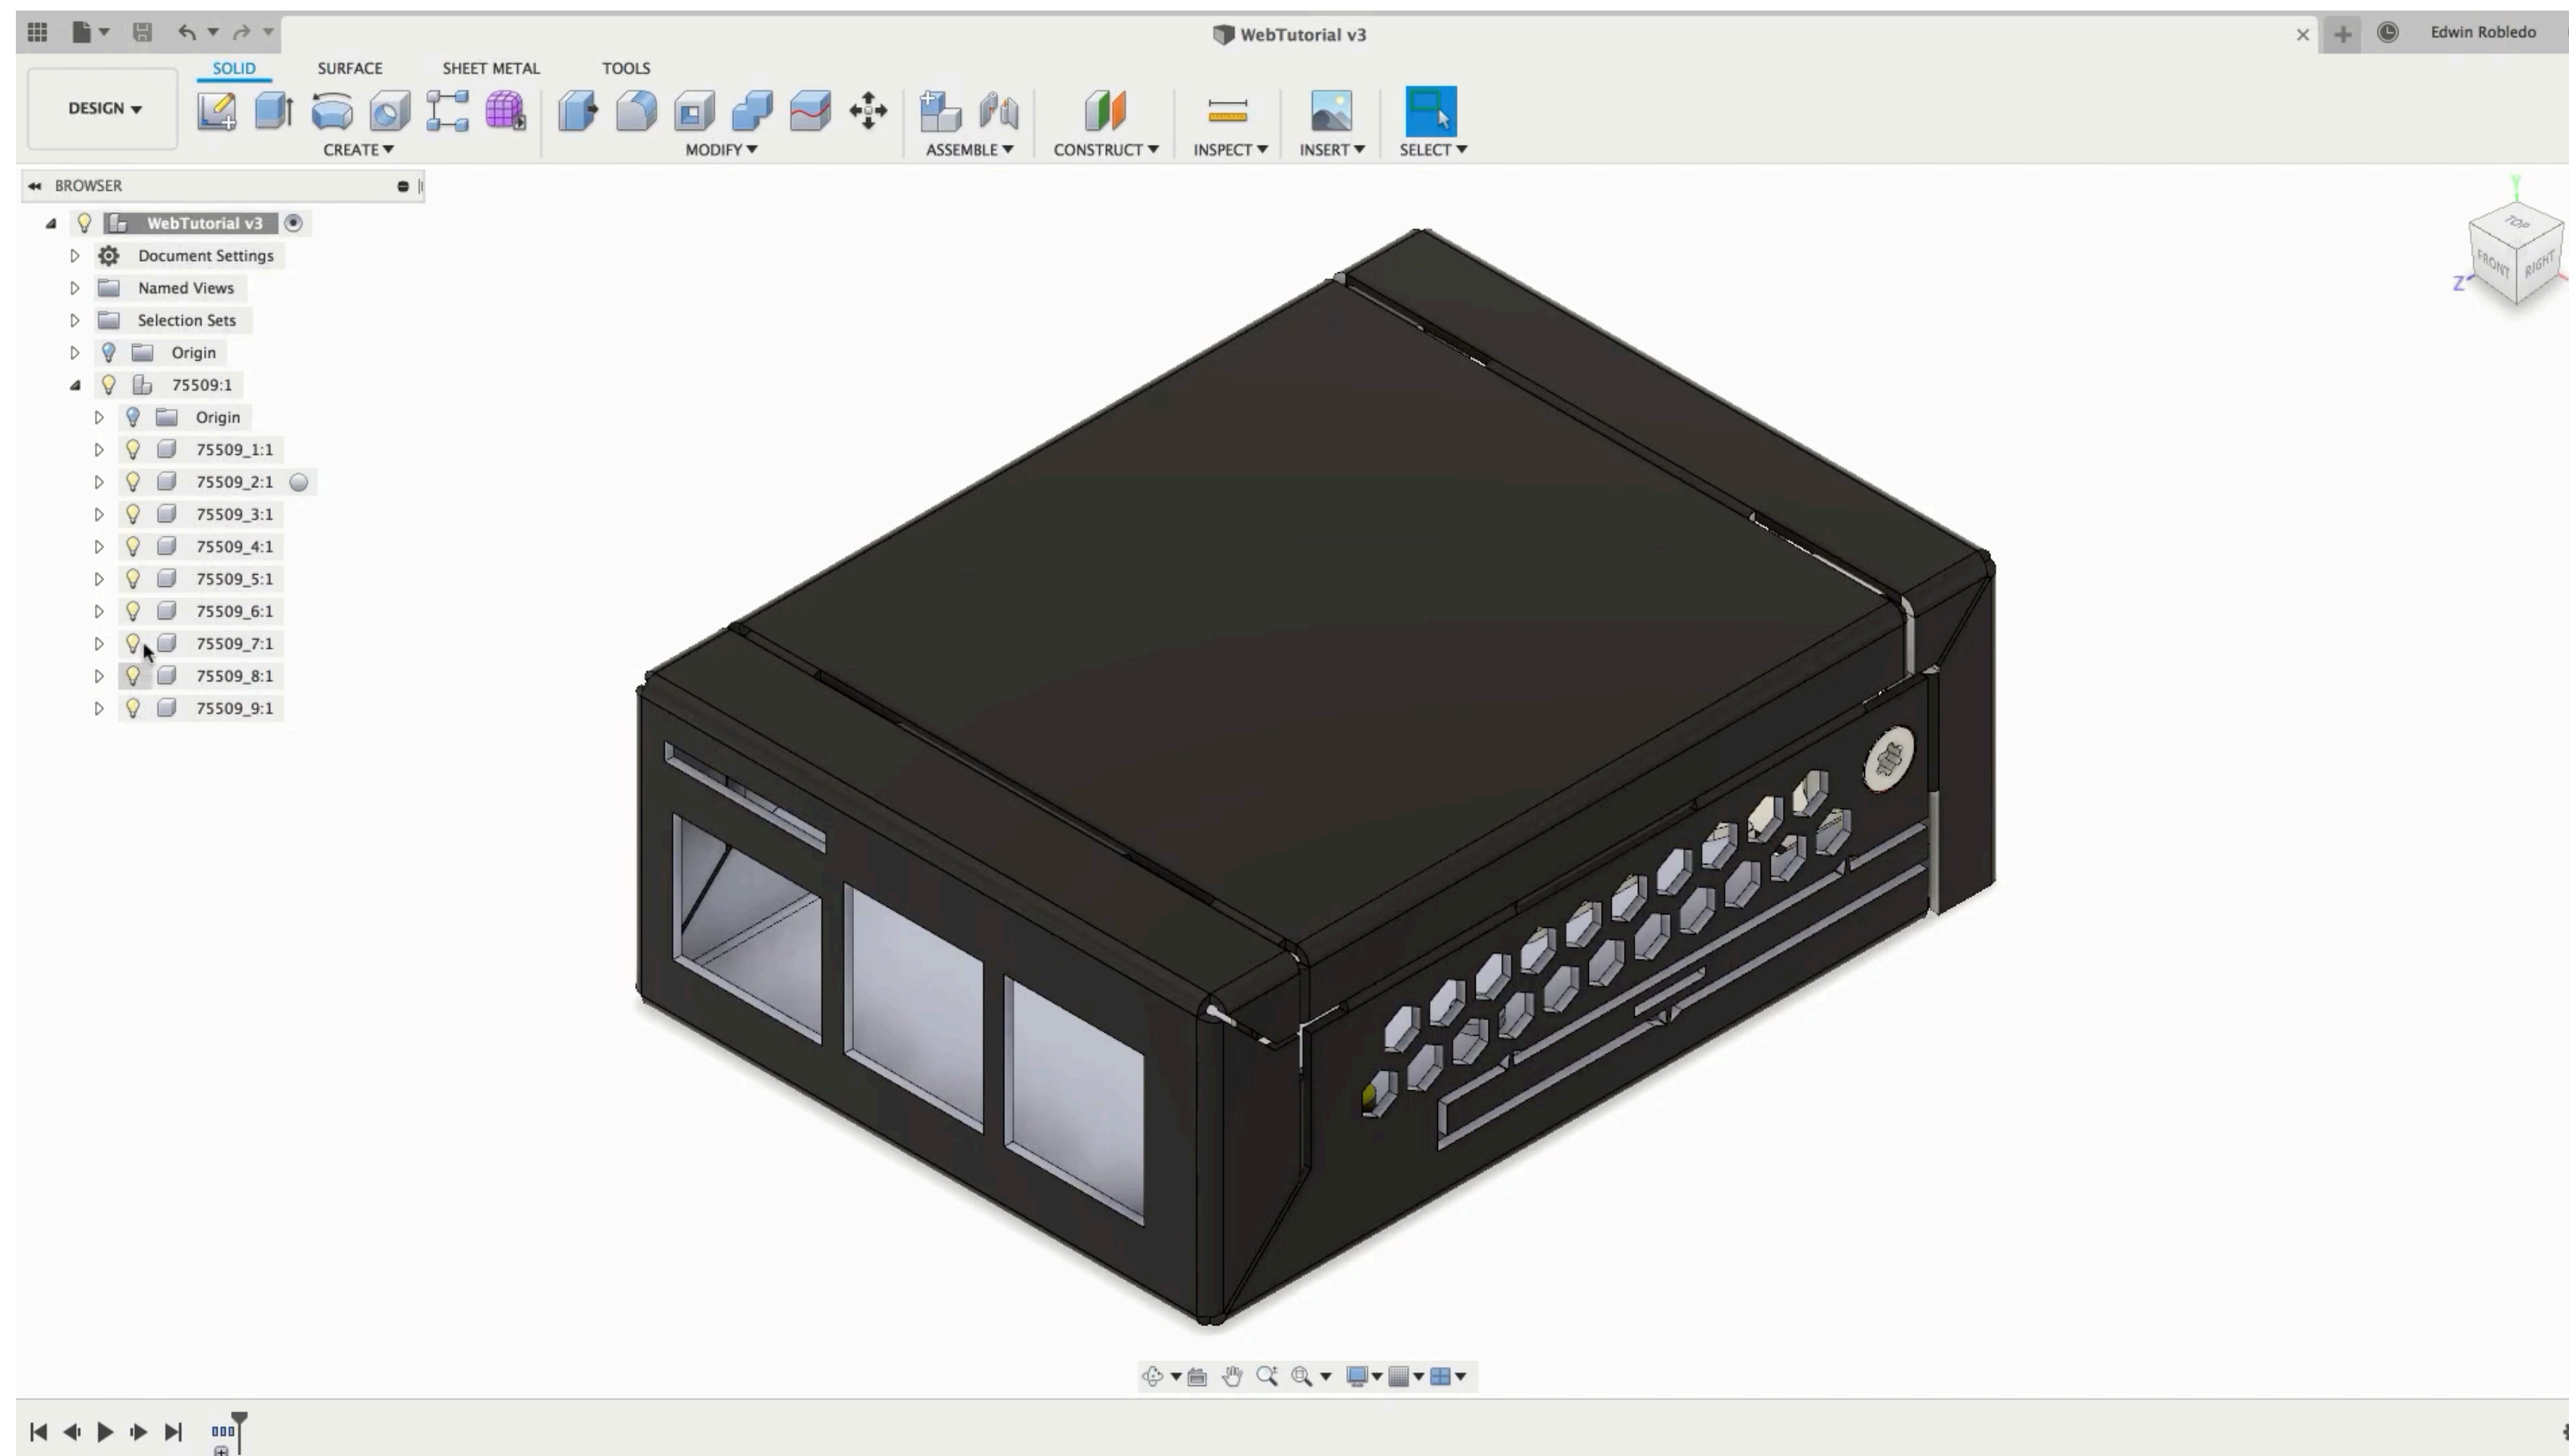 WebTutorial v3
Edwin Robledo
SOLID SURFACE SHEET METAL TOOLS
DESIGN
CREATE MODIFY ASSEMBLE CONSTRUCT INSPECT INSERT SELECT
BROWSER
WebTutorial v3
Document Settings
Named Views
Selection Sets
Origin
75509:1
Origin
75509_1:1
75509_2:1
75509_3:1
75509_4:1
75509_5:1
75509_6:1
75509_7:1
75509_8:1
75509_9:1
Y
TOP
FRONT RIGHT
Z